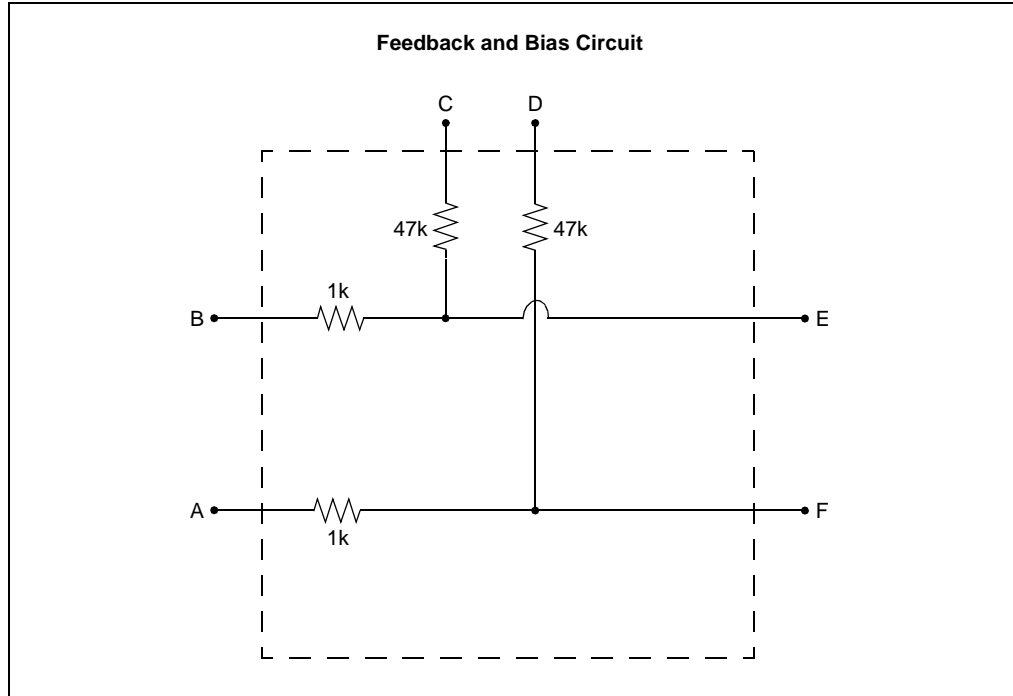 Feedback and Bias Circuit
C D
47k 47k
1k
B E
A F
1k